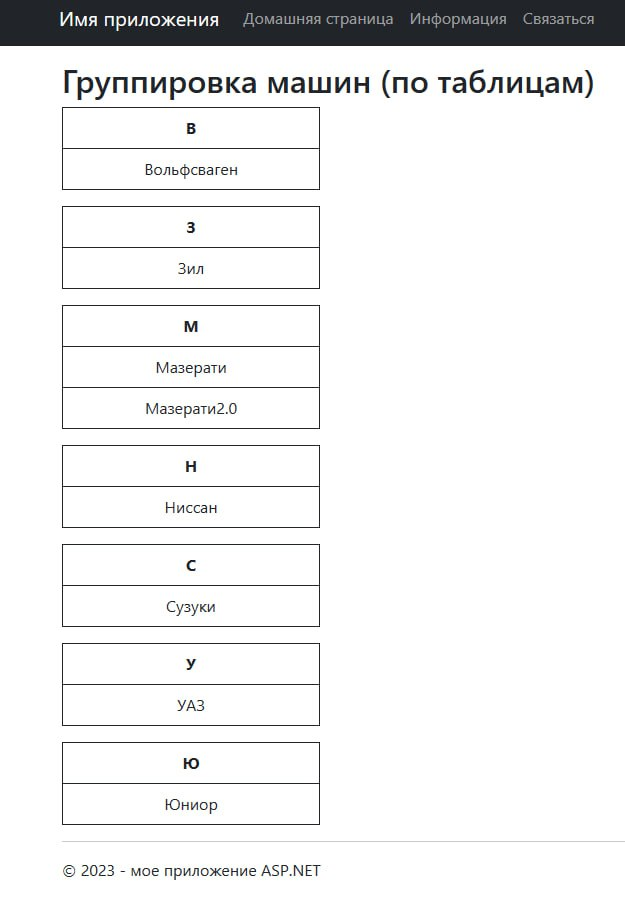 Имя приложения Домашняя страница Информация Связаться
Группировка машин (по таблицам)
В
Вольфсваген
З
Зил
М
Мазерати
Мазерати2.0
Н
Ниссан
С
Сузуки
У
УАЗ
Ю
Юниор
© 2023 - мое приложение ASP.NET